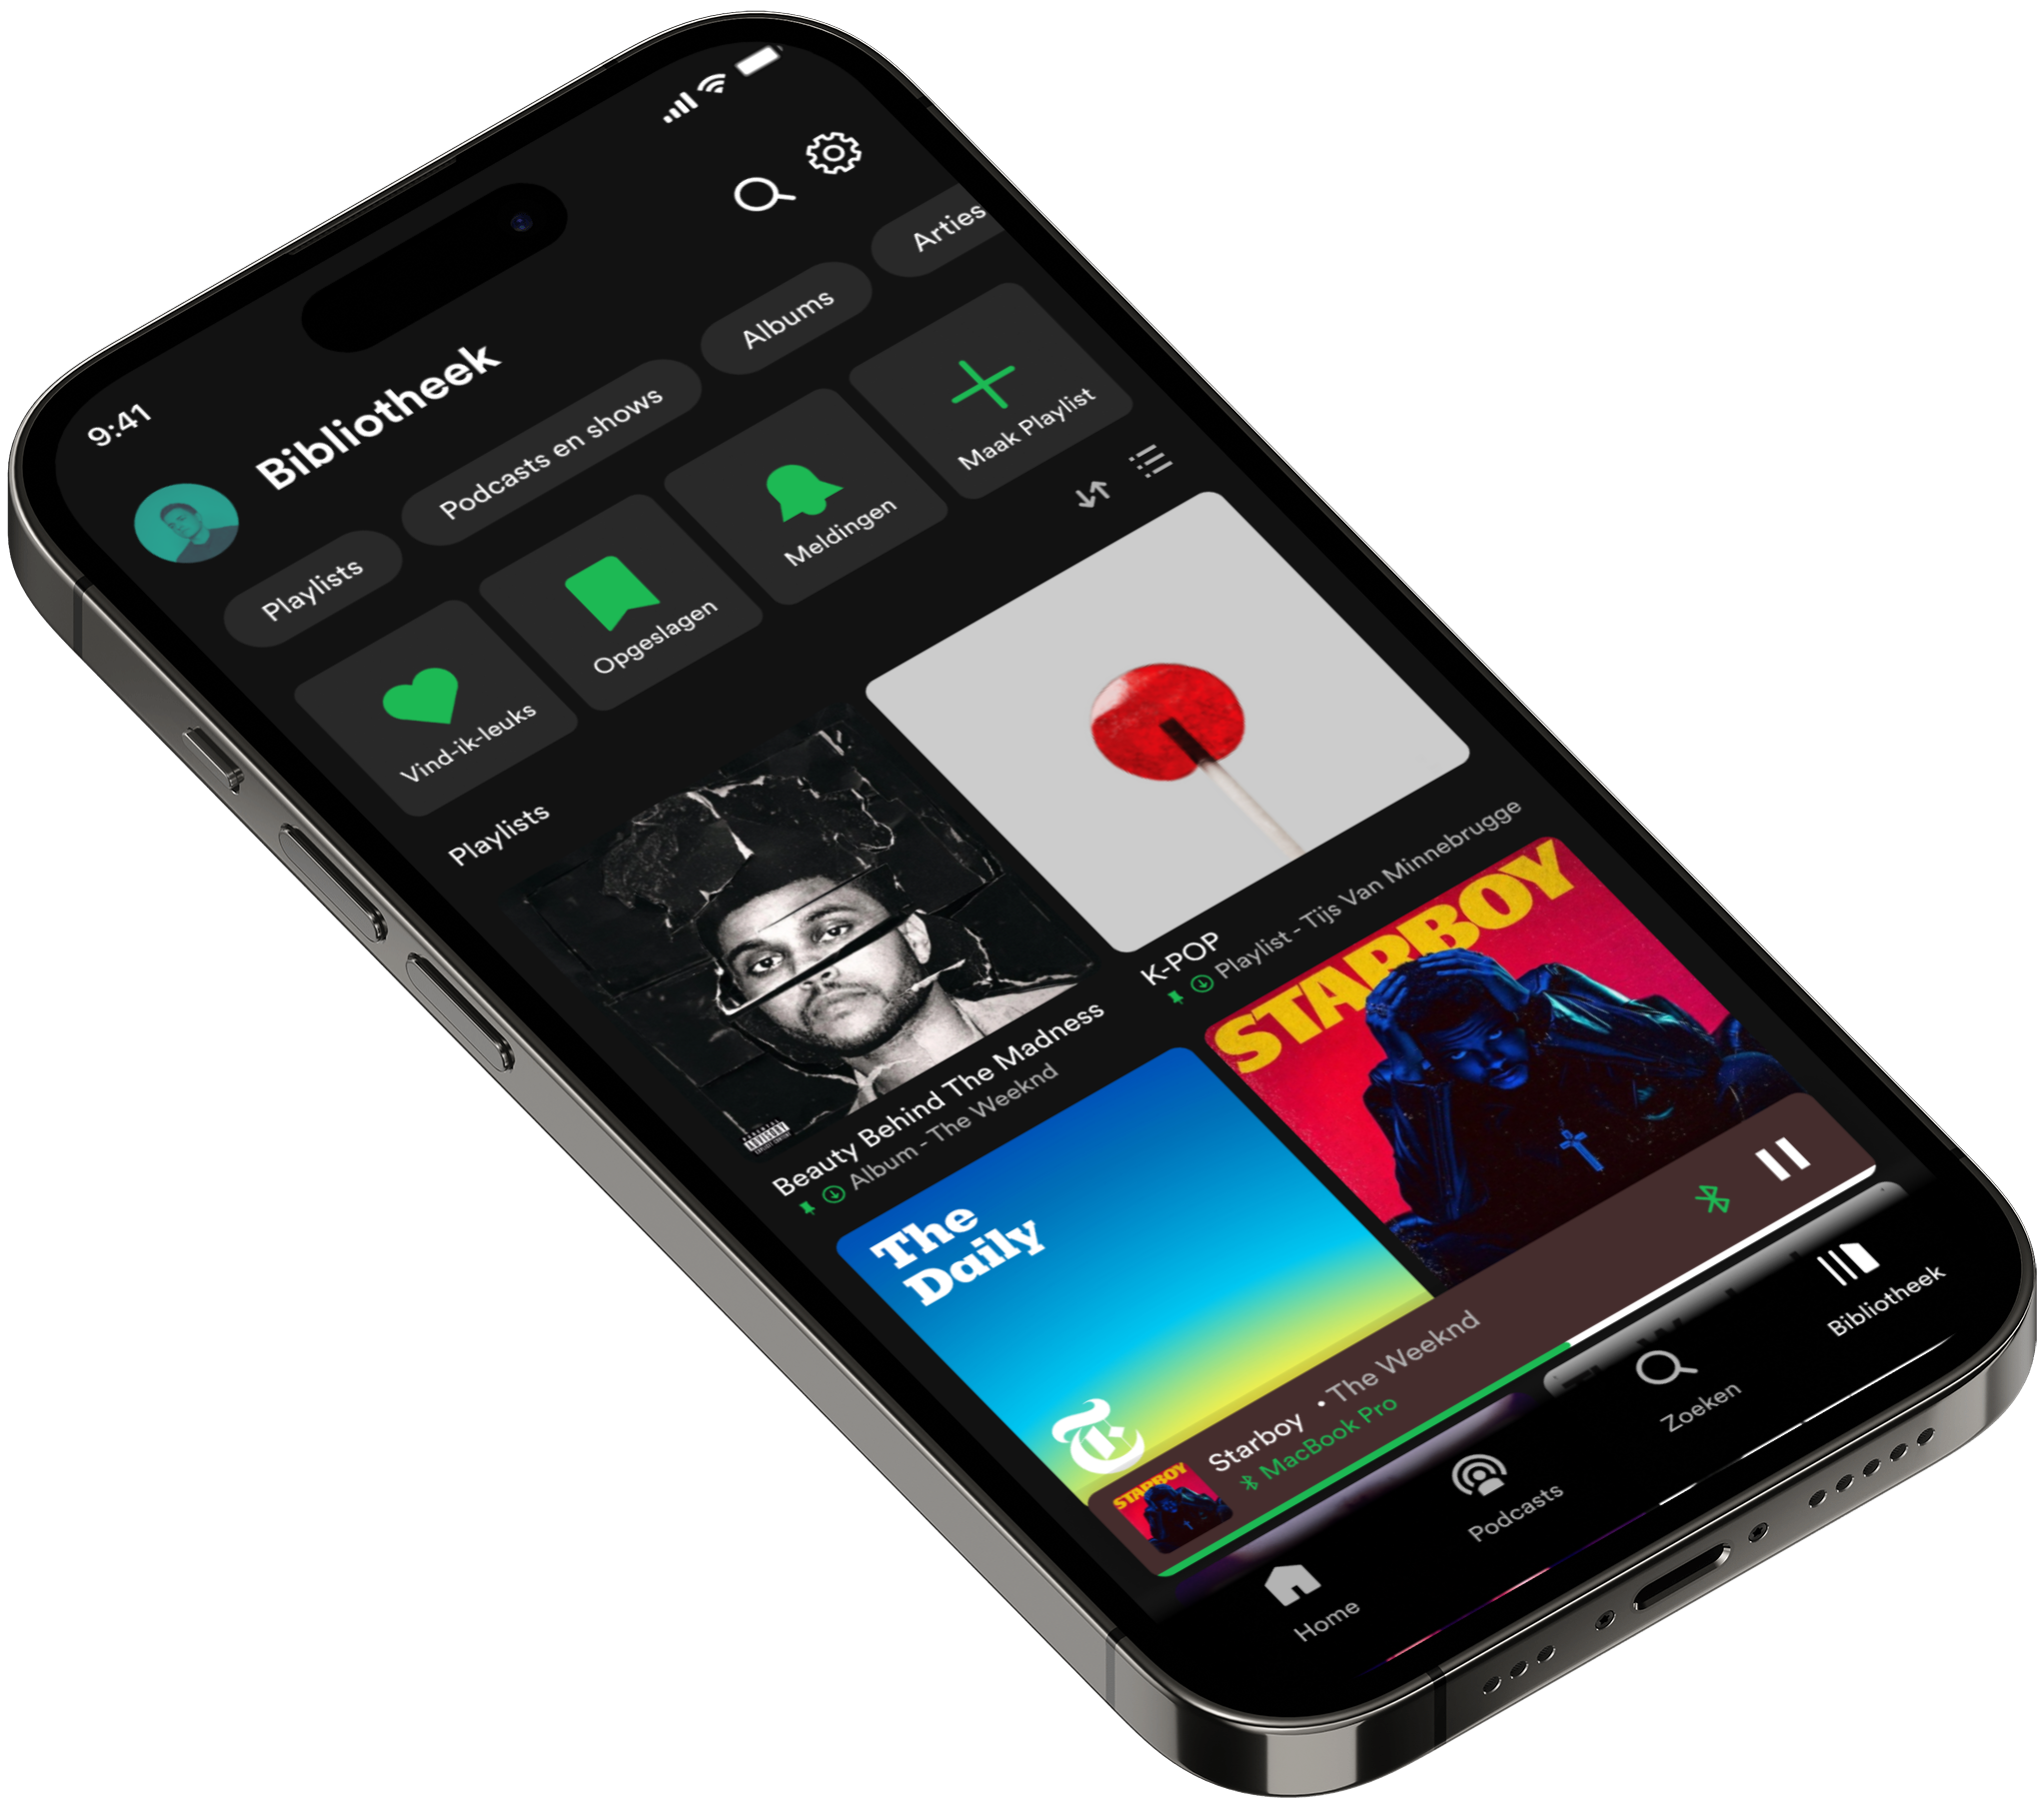 9:41
Bibliotheek
Playlists
Podcasts en shows
Albums
Arties
Vind-ik-leuks
Opgeslagen
Meldingen
Maak Playlist
Playlists
Beauty Behind The Madness
Album - The Weeknd
K-POP
Playlist - Tijs Van Minnebrugge
The
Daily
STARBOY
STARBOY
Starboy • The Weeknd
MacBook Pro
Home
Podcasts
Zoeken
Bibliotheek